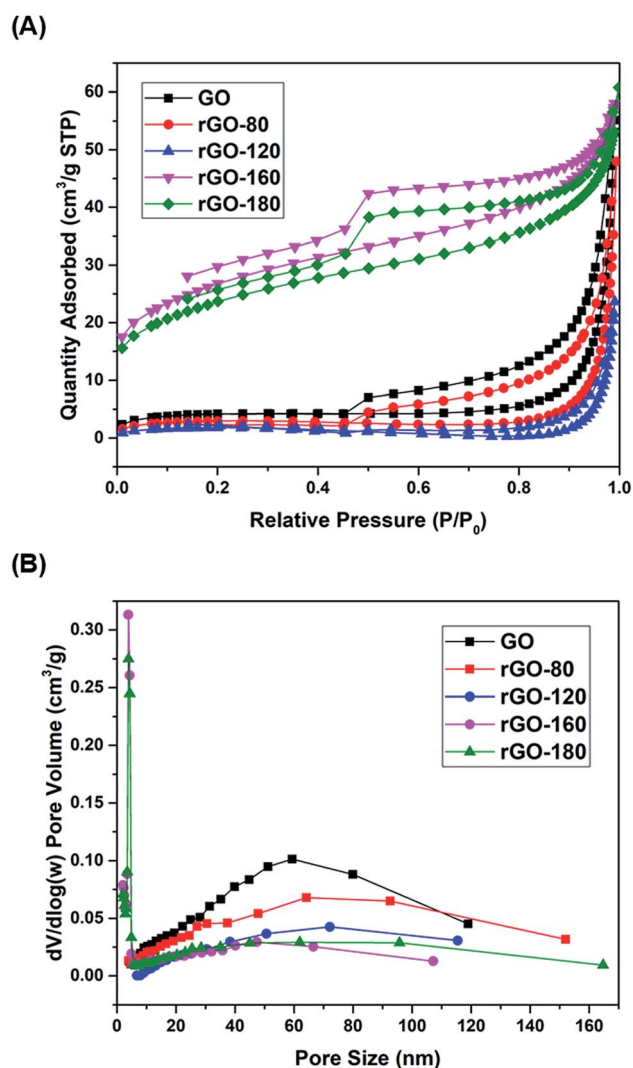 (A)
60
50
40
30
20
10
0
Quantity Adsorbed (cm³/g STP)
GO
rGO-80
rGO-120
rGO-160
rGO-180
0.0 0.2 0.4 0.6 0.8 1.0
Relative Pressure (P/P₀)
(B)
0.30
0.25
0.20
0.15
0.10
0.05
0.00
dV/dlog(w) Pore Volume (cm³/g)
GO
rGO-80
rGO-120
rGO-160
rGO-180
0 20 40 60 80 100 120 140 160
Pore Size (nm)